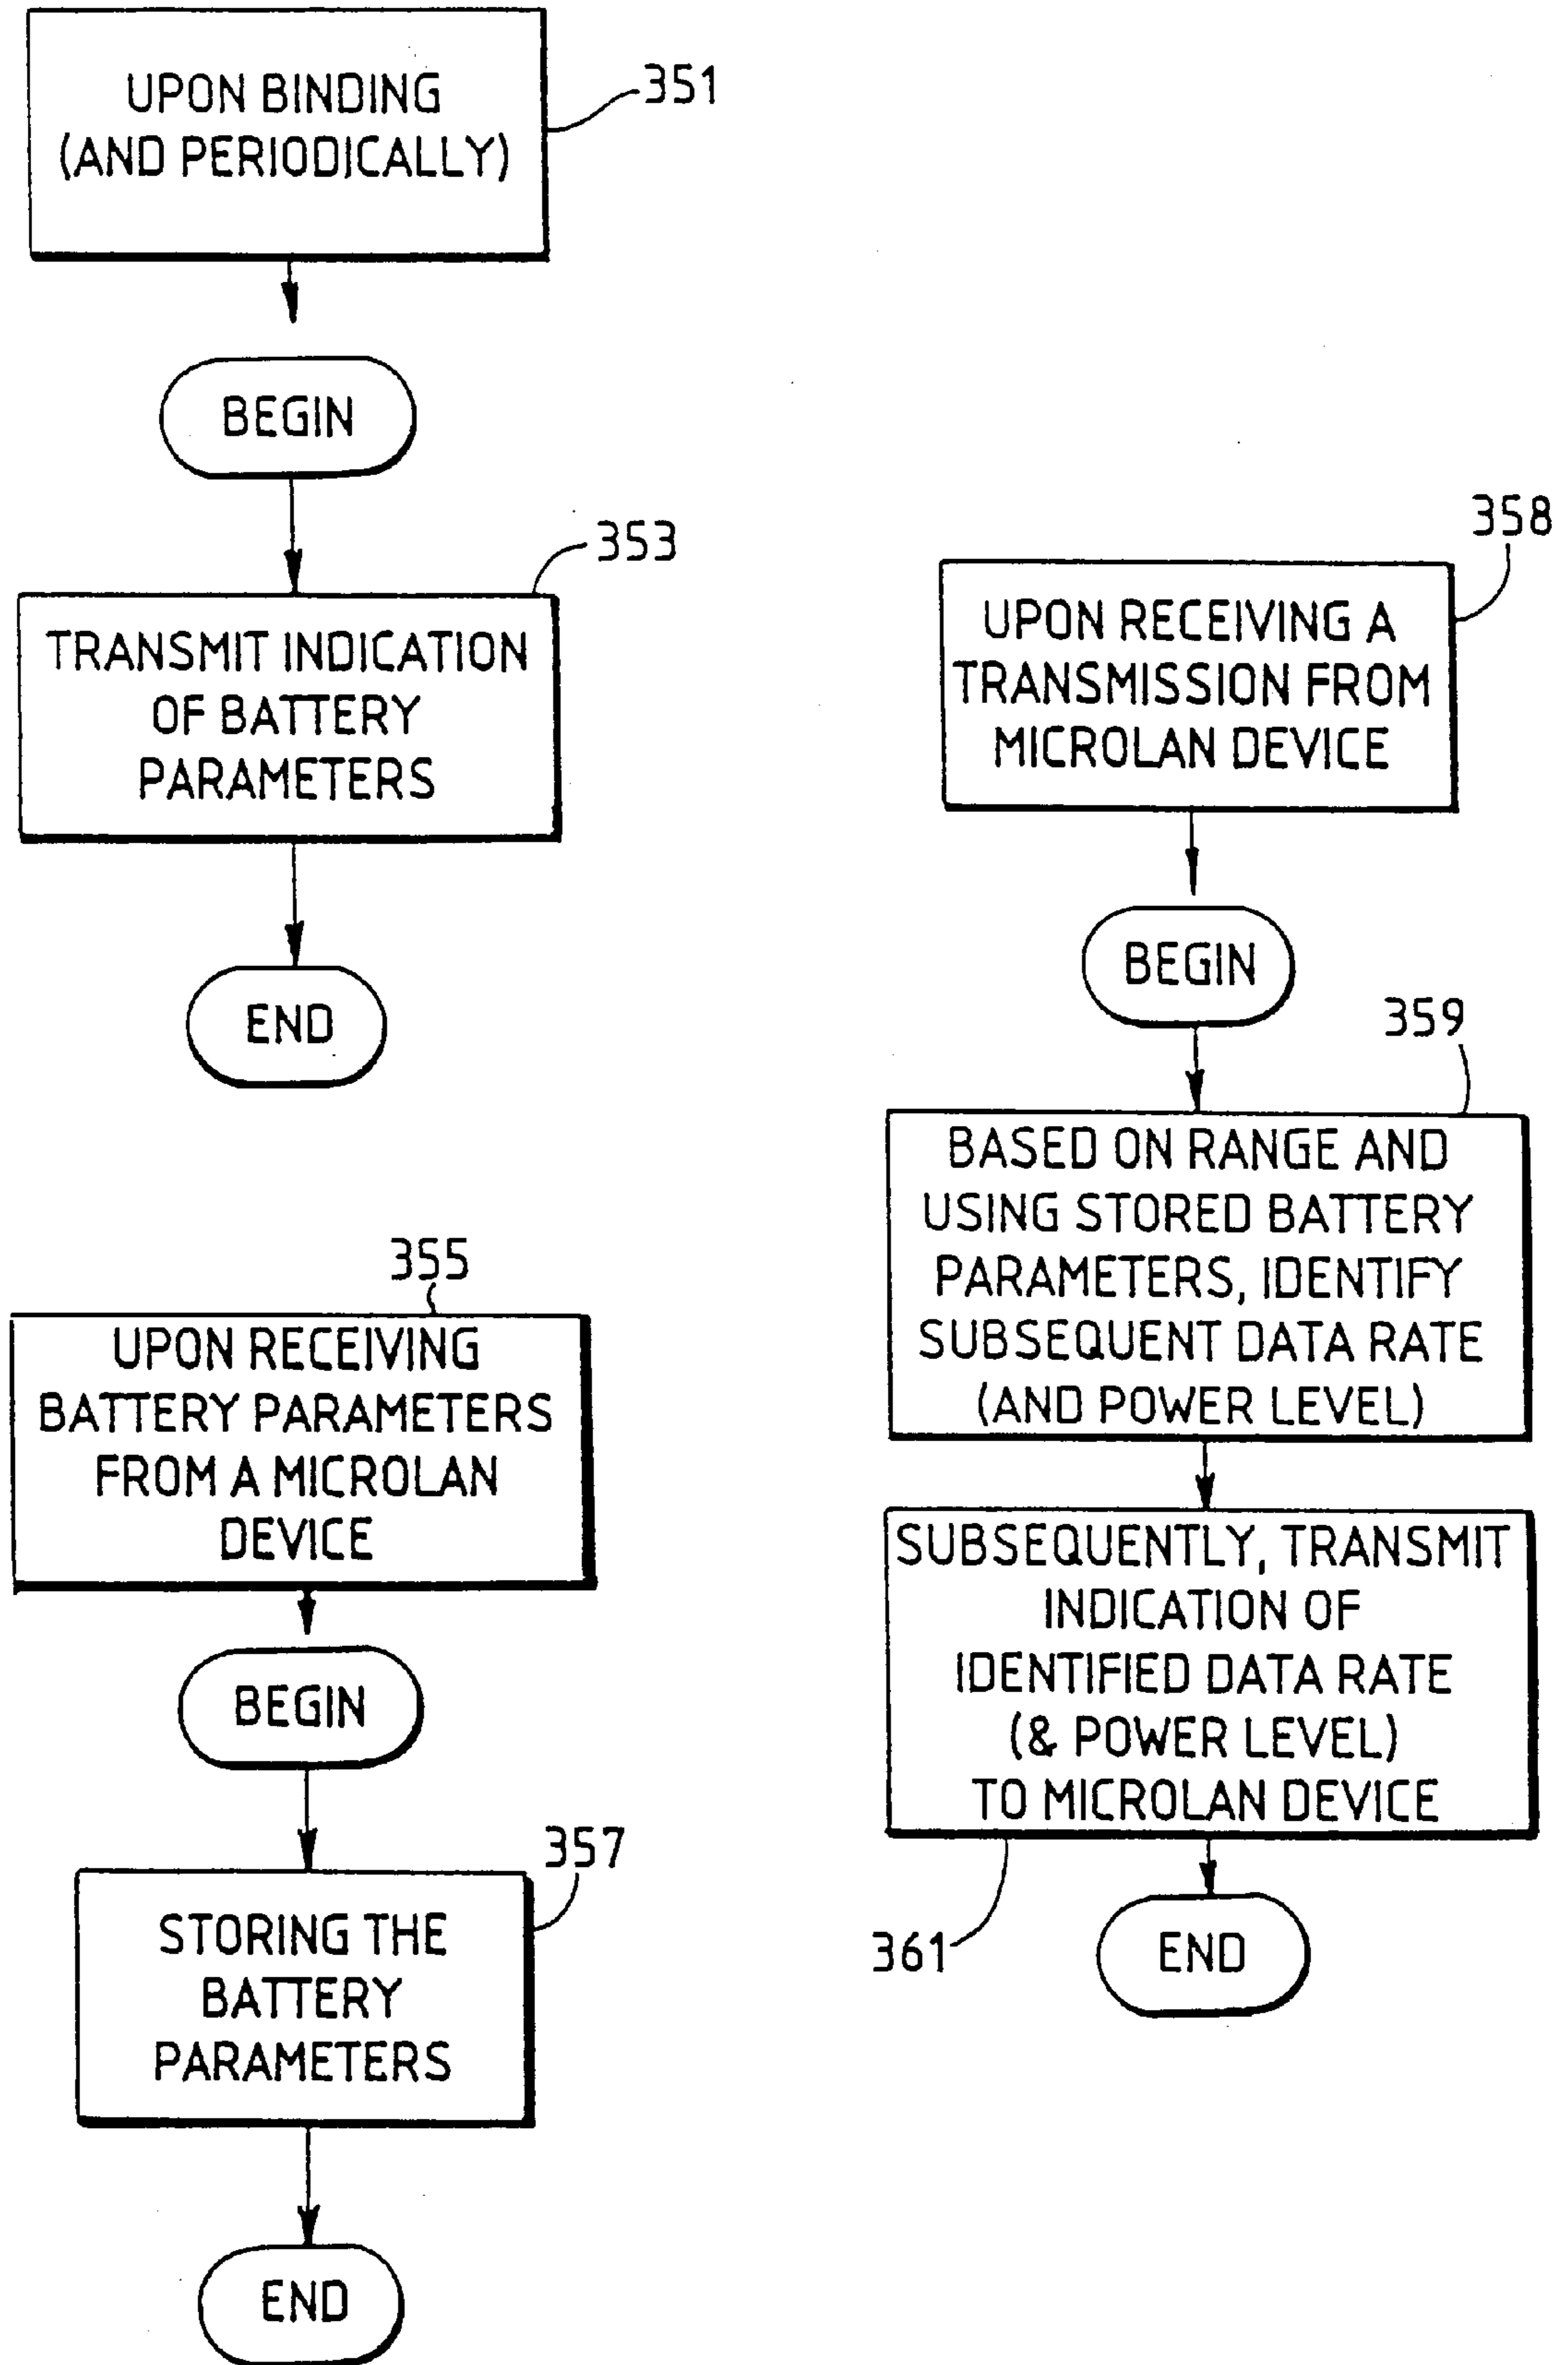 UPON BINDING
(AND PERIODICALLY)
351
BEGIN
353
TRANSMIT INDICATION
OF BATTERY
PARAMETERS
END
355
UPON RECEIVING
BATTERY PARAMETERS
FROM A MICROLAN
DEVICE
BEGIN
357
STORING THE
BATTERY
PARAMETERS
END
358
UPON RECEIVING A
TRANSMISSION FROM
MICROLAN DEVICE
BEGIN
359
BASED ON RANGE AND
USING STORED BATTERY
PARAMETERS, IDENTIFY
SUBSEQUENT DATA RATE
(AND POWER LEVEL)
SUBSEQUENTLY, TRANSMIT
INDICATION OF
IDENTIFIED DATA RATE
(& POWER LEVEL)
TO MICROLAN DEVICE
361
END